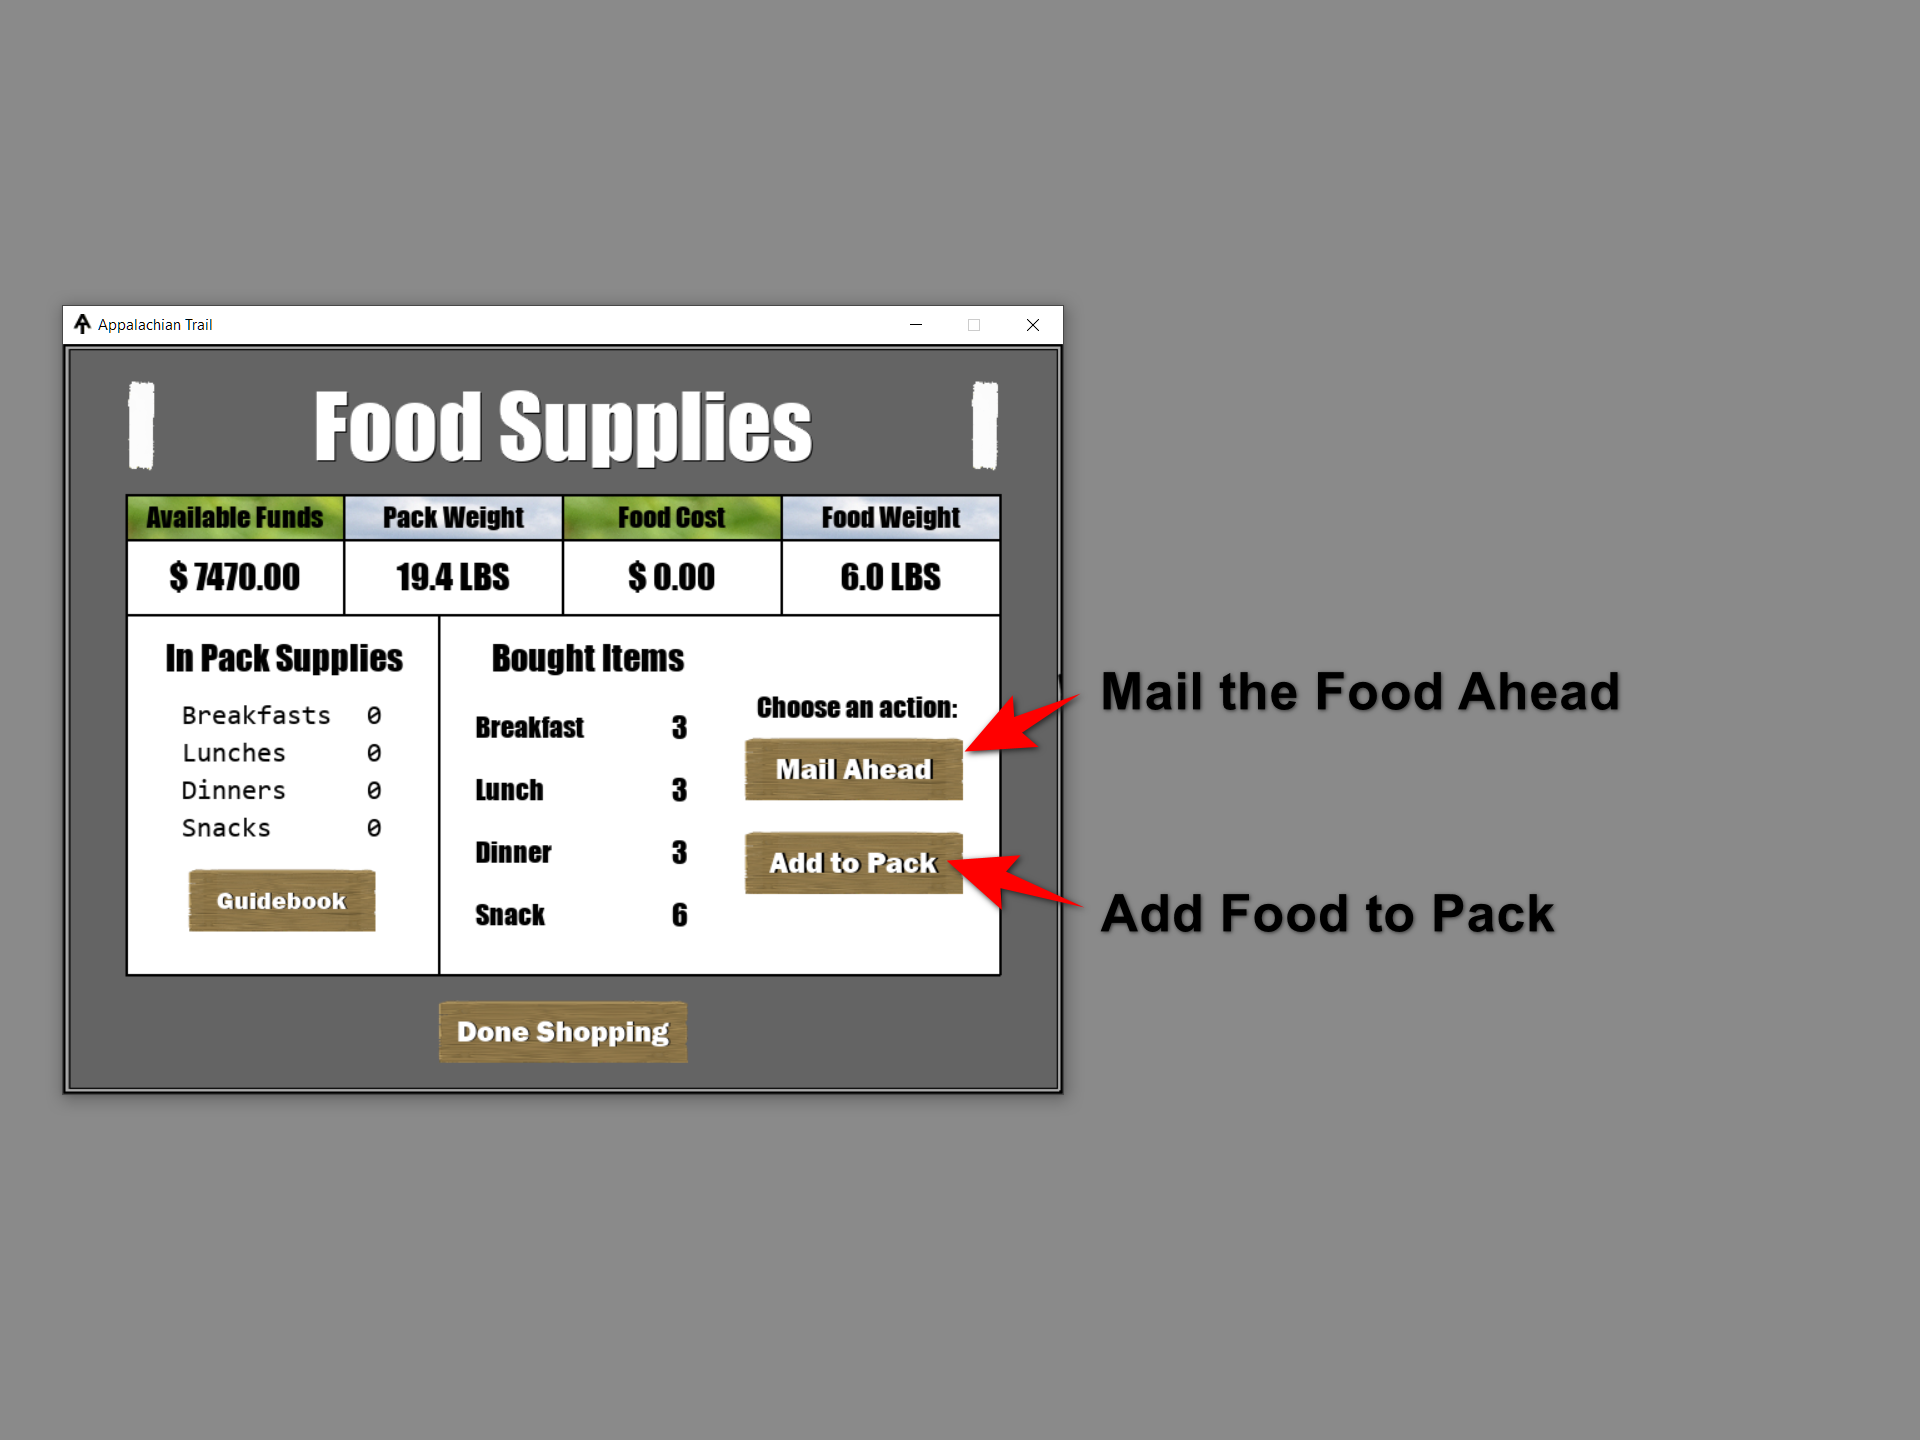 Appalachian Trail
Food Supplies
Available Funds Pack Weight Food Cost Food Weight
$ 7470.00 19.4 LBS $ 0.00 6.0 LBS
In Pack Supplies
Breakfasts 0
Lunches 0
Dinners 0
Snacks 0
Guidebook
Bought Items
Breakfast 3
Lunch 3
Dinner 3
Snack 6
Choose an action:
Mail Ahead
Add to Pack
Done Shopping
Mail the Food Ahead
Add Food to Pack